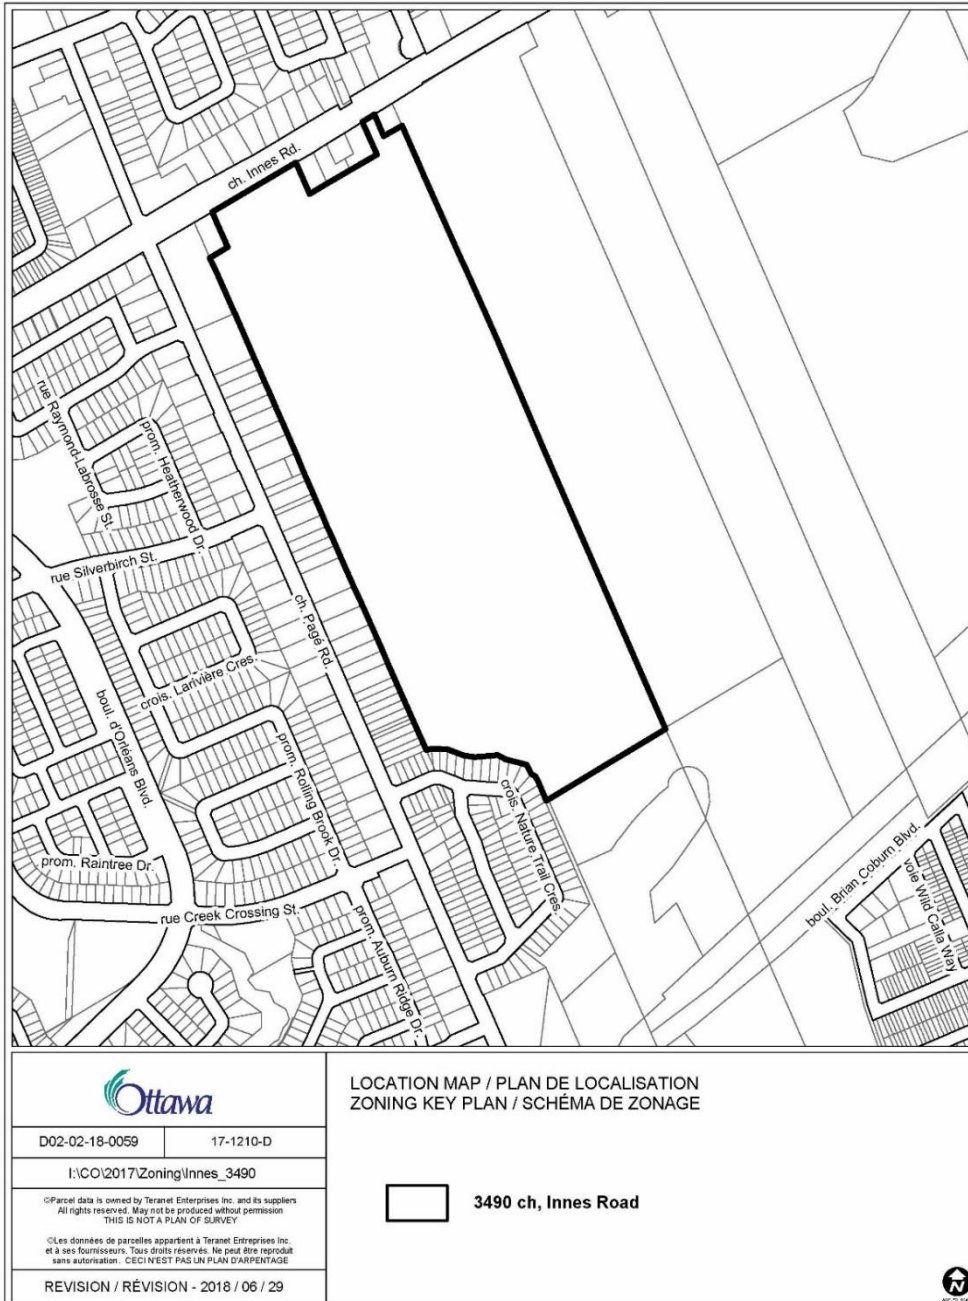 ch. Innes Rd.
rue Raymond-Labrosse St.
prom. Heatherwood Dr.
rue Silverbirch St.
ch. Pagé Rd.
crois. Larivière Cres.
boul. d'Orléans Blvd.
prom. Rolling Brook Dr.
crois. Nature Trail Cres.
prom. Raintree Dr.
boul. Brian Coburn Blvd.
voie Wild Calla Way
rue Creek Crossing St.
prom. Auburn Ridge Dr.
Ottawa
D02-02-18-0059
17-1210-D
I:\CO\2017\Zoning\Innes_3490
©Parcel data is owned by Teranet Enterprises Inc. and its suppliers
All rights reserved. May not be produced without permission
THIS IS NOT A PLAN OF SURVEY
©Les données de parcelles appartient à Teranet Entreprises Inc.
et à ses fournisseurs. Tous droits réservés. Ne peut être reproduit
sans autorisation. CECI N'EST PAS UN PLAN D'ARPENTAGE
REVISION / RÉVISION - 2018 / 06 / 29
LOCATION MAP / PLAN DE LOCALISATION
ZONING KEY PLAN / SCHÉMA DE ZONAGE
3490 ch, Innes Road
N